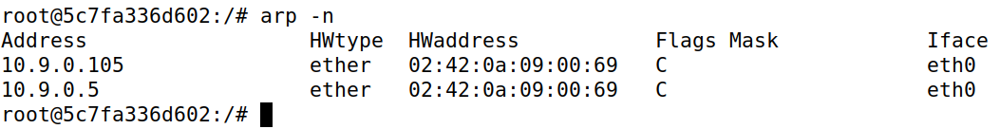 root@5c7fa336d602:/# arp -n
Address                  HWtype  HWaddress           Flags Mask            Iface
10.9.0.105               ether   02:42:0a:09:00:69   C                     eth0
10.9.0.5                 ether   02:42:0a:09:00:69   C                     eth0
root@5c7fa336d602:/#